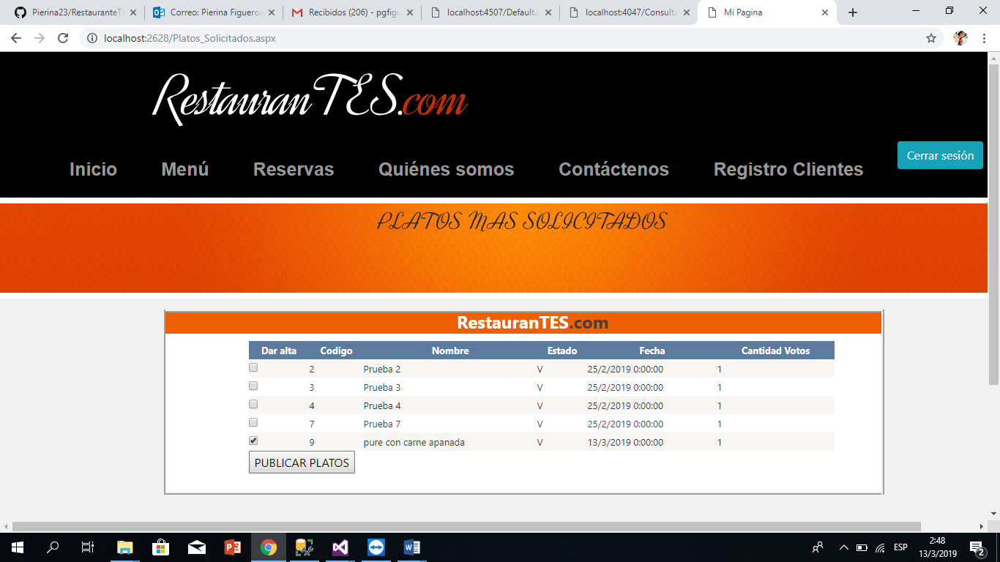 Pierina23/RestauranteT
Correo: Pierina Figueroa
Recibidos (206) - pgfigu
localhost:4507/Default.a
localhost:4047/Consulta
Mi Pagina
localhost:2628/Platos_Solicitados.aspx
RestauranTES.com
Cerrar sesión
Inicio Menú Reservas Quiénes somos Contáctenos Registro Clientes
PLATOS MAS SOLICITADOS
RestauranTES.com
Dar alta Codigo Nombre Estado Fecha Cantidad Votos
2 Prueba 2 V 25/2/2019 0:00:00 1
3 Prueba 3 V 25/2/2019 0:00:00 1
4 Prueba 4 V 25/2/2019 0:00:00 1
7 Prueba 7 V 25/2/2019 0:00:00 1
9 pure con carne apanada V 13/3/2019 0:00:00 1
PUBLICAR PLATOS
ESP
2:48
13/3/2019
2